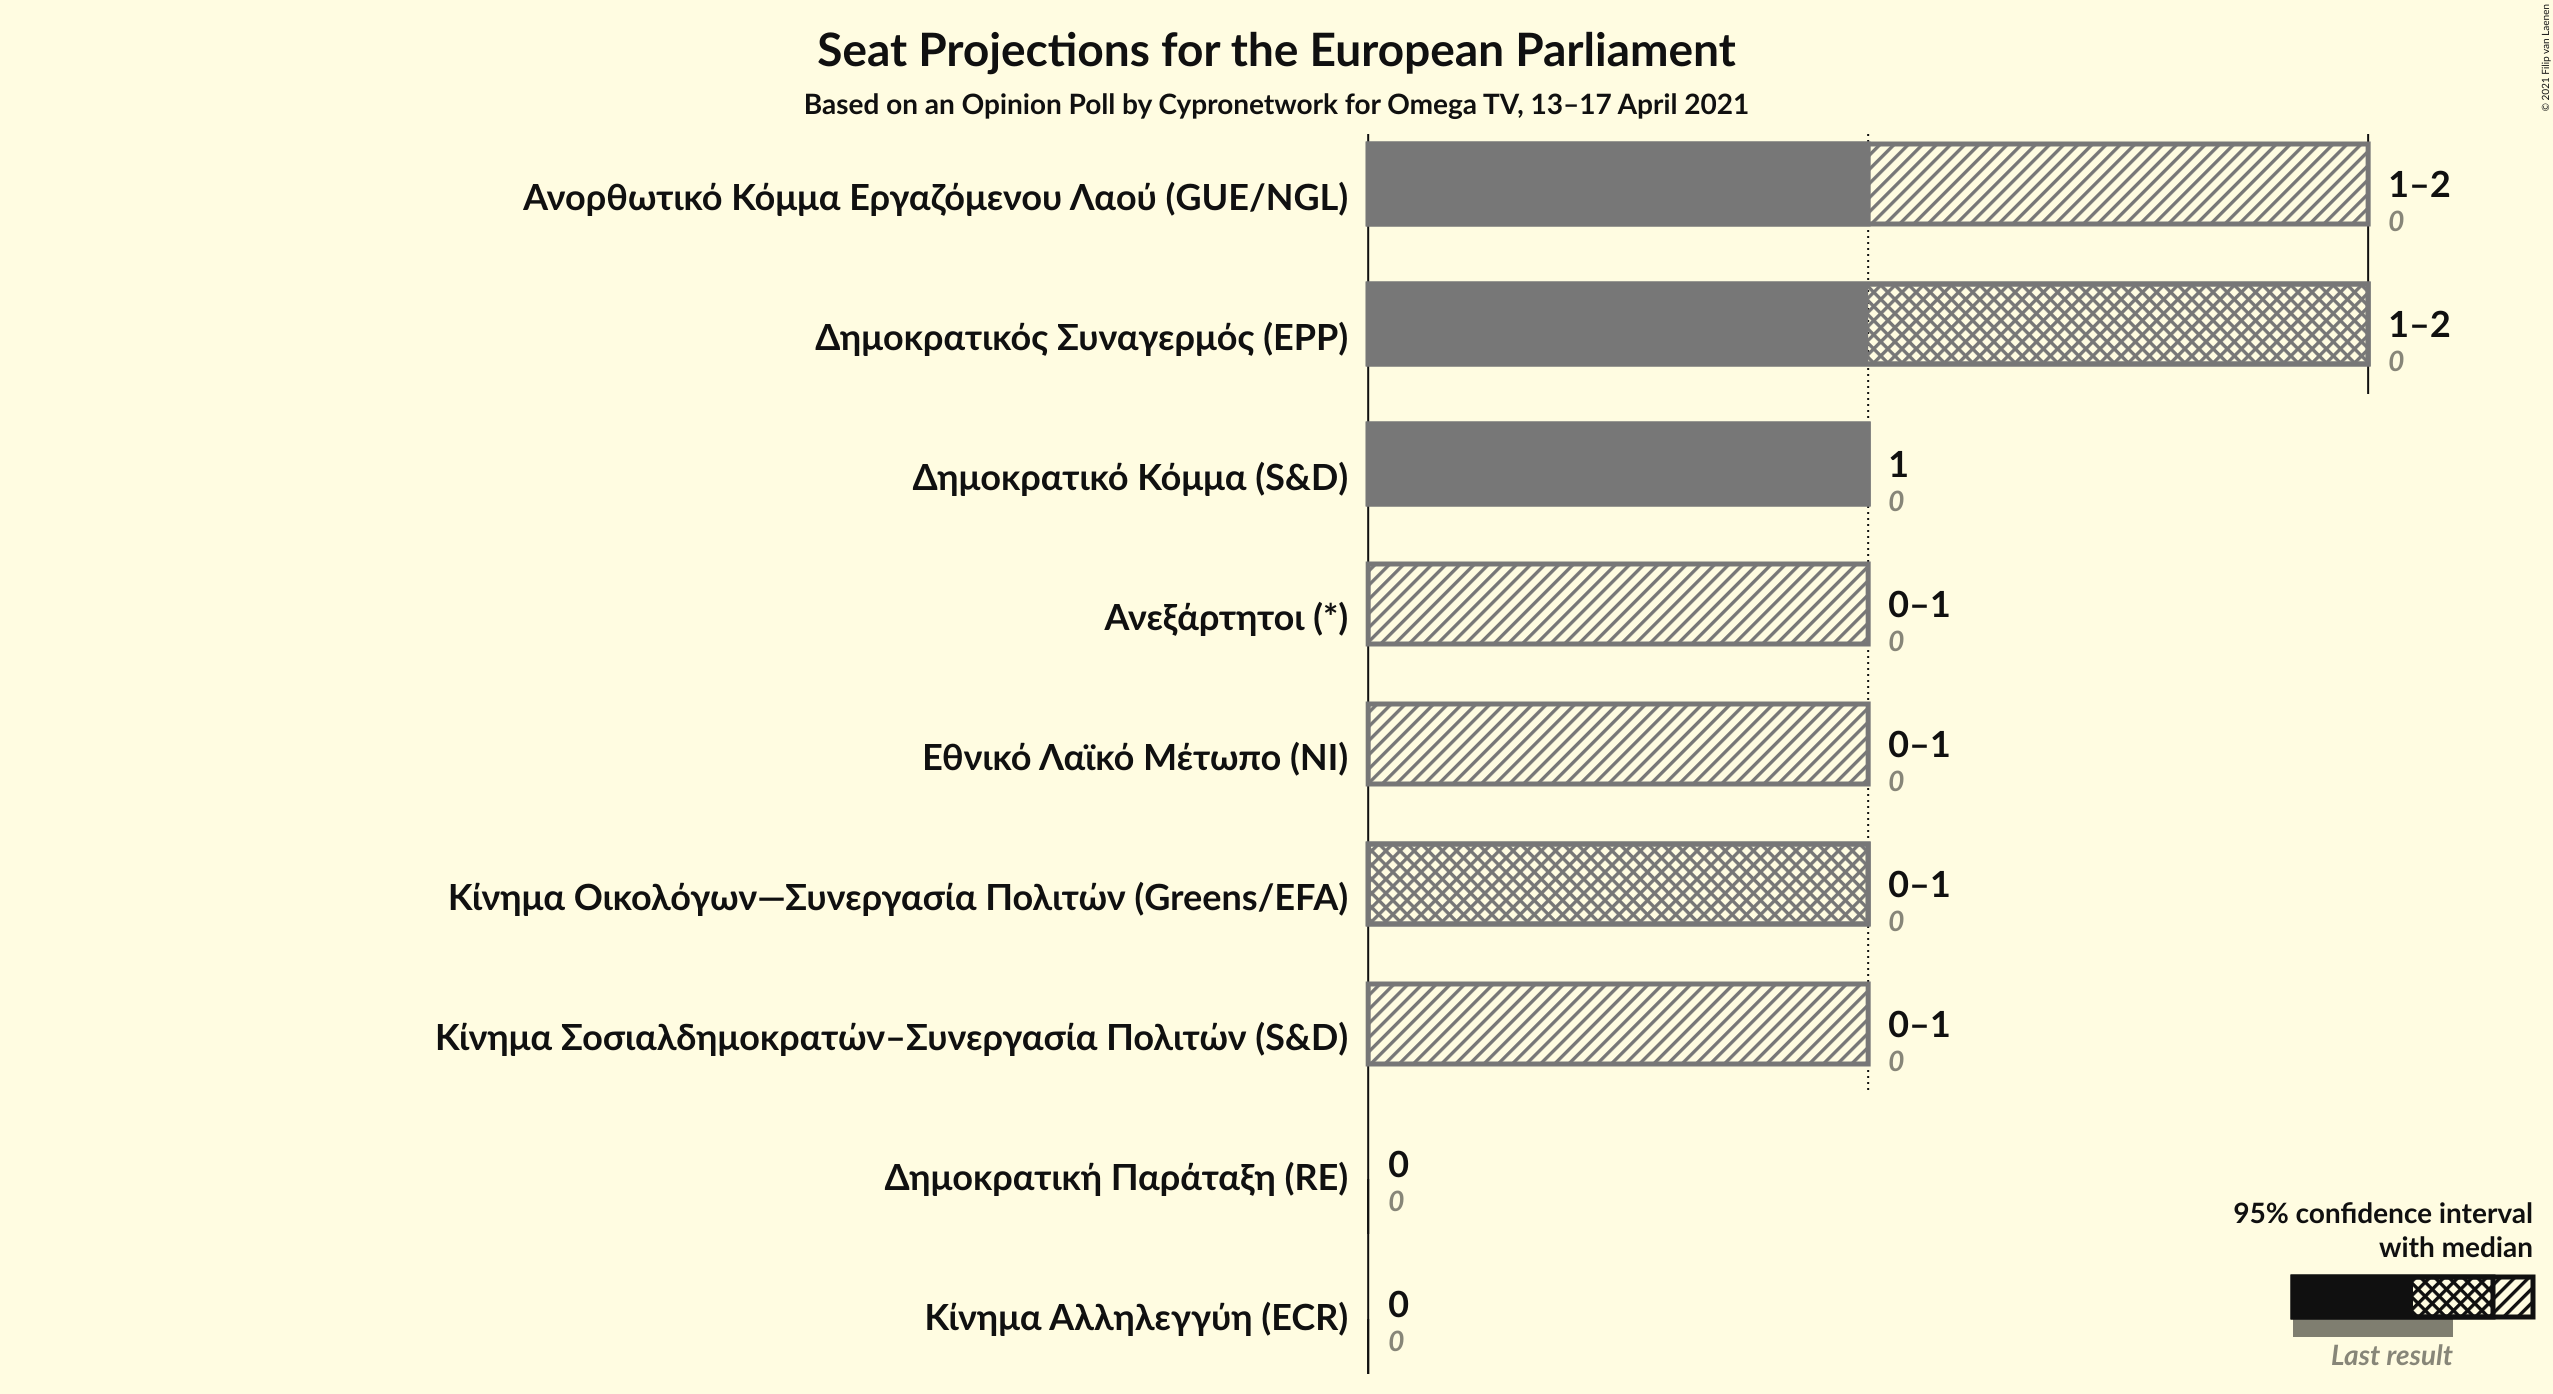 Seat Projections for the European Parliament
Based on an Opinion Poll by Cypronetwork for Omega TV, 13–17 April 2021
© 2021 Filip van Laenen
Ανορθωτικό Κόμμα Εργαζόμενου Λαού (GUE/NGL)
1–2
0
Δημοκρατικός Συναγερμός (EPP)
1–2
0
Δημοκρατικό Κόμμα (S&D)
1
0
Ανεξάρτητοι (*)
0–1
0
Εθνικό Λαϊκό Μέτωπο (NI)
0–1
0
Κίνημα Οικολόγων—Συνεργασία Πολιτών (Greens/EFA)
0–1
0
Κίνημα Σοσιαλδημοκρατών–Συνεργασία Πολιτών (S&D)
0–1
0
Δημοκρατική Παράταξη (RE)
0
0
Κίνημα Αλληλεγγύη (ECR)
0
0
95% confidence interval
with median
Last result